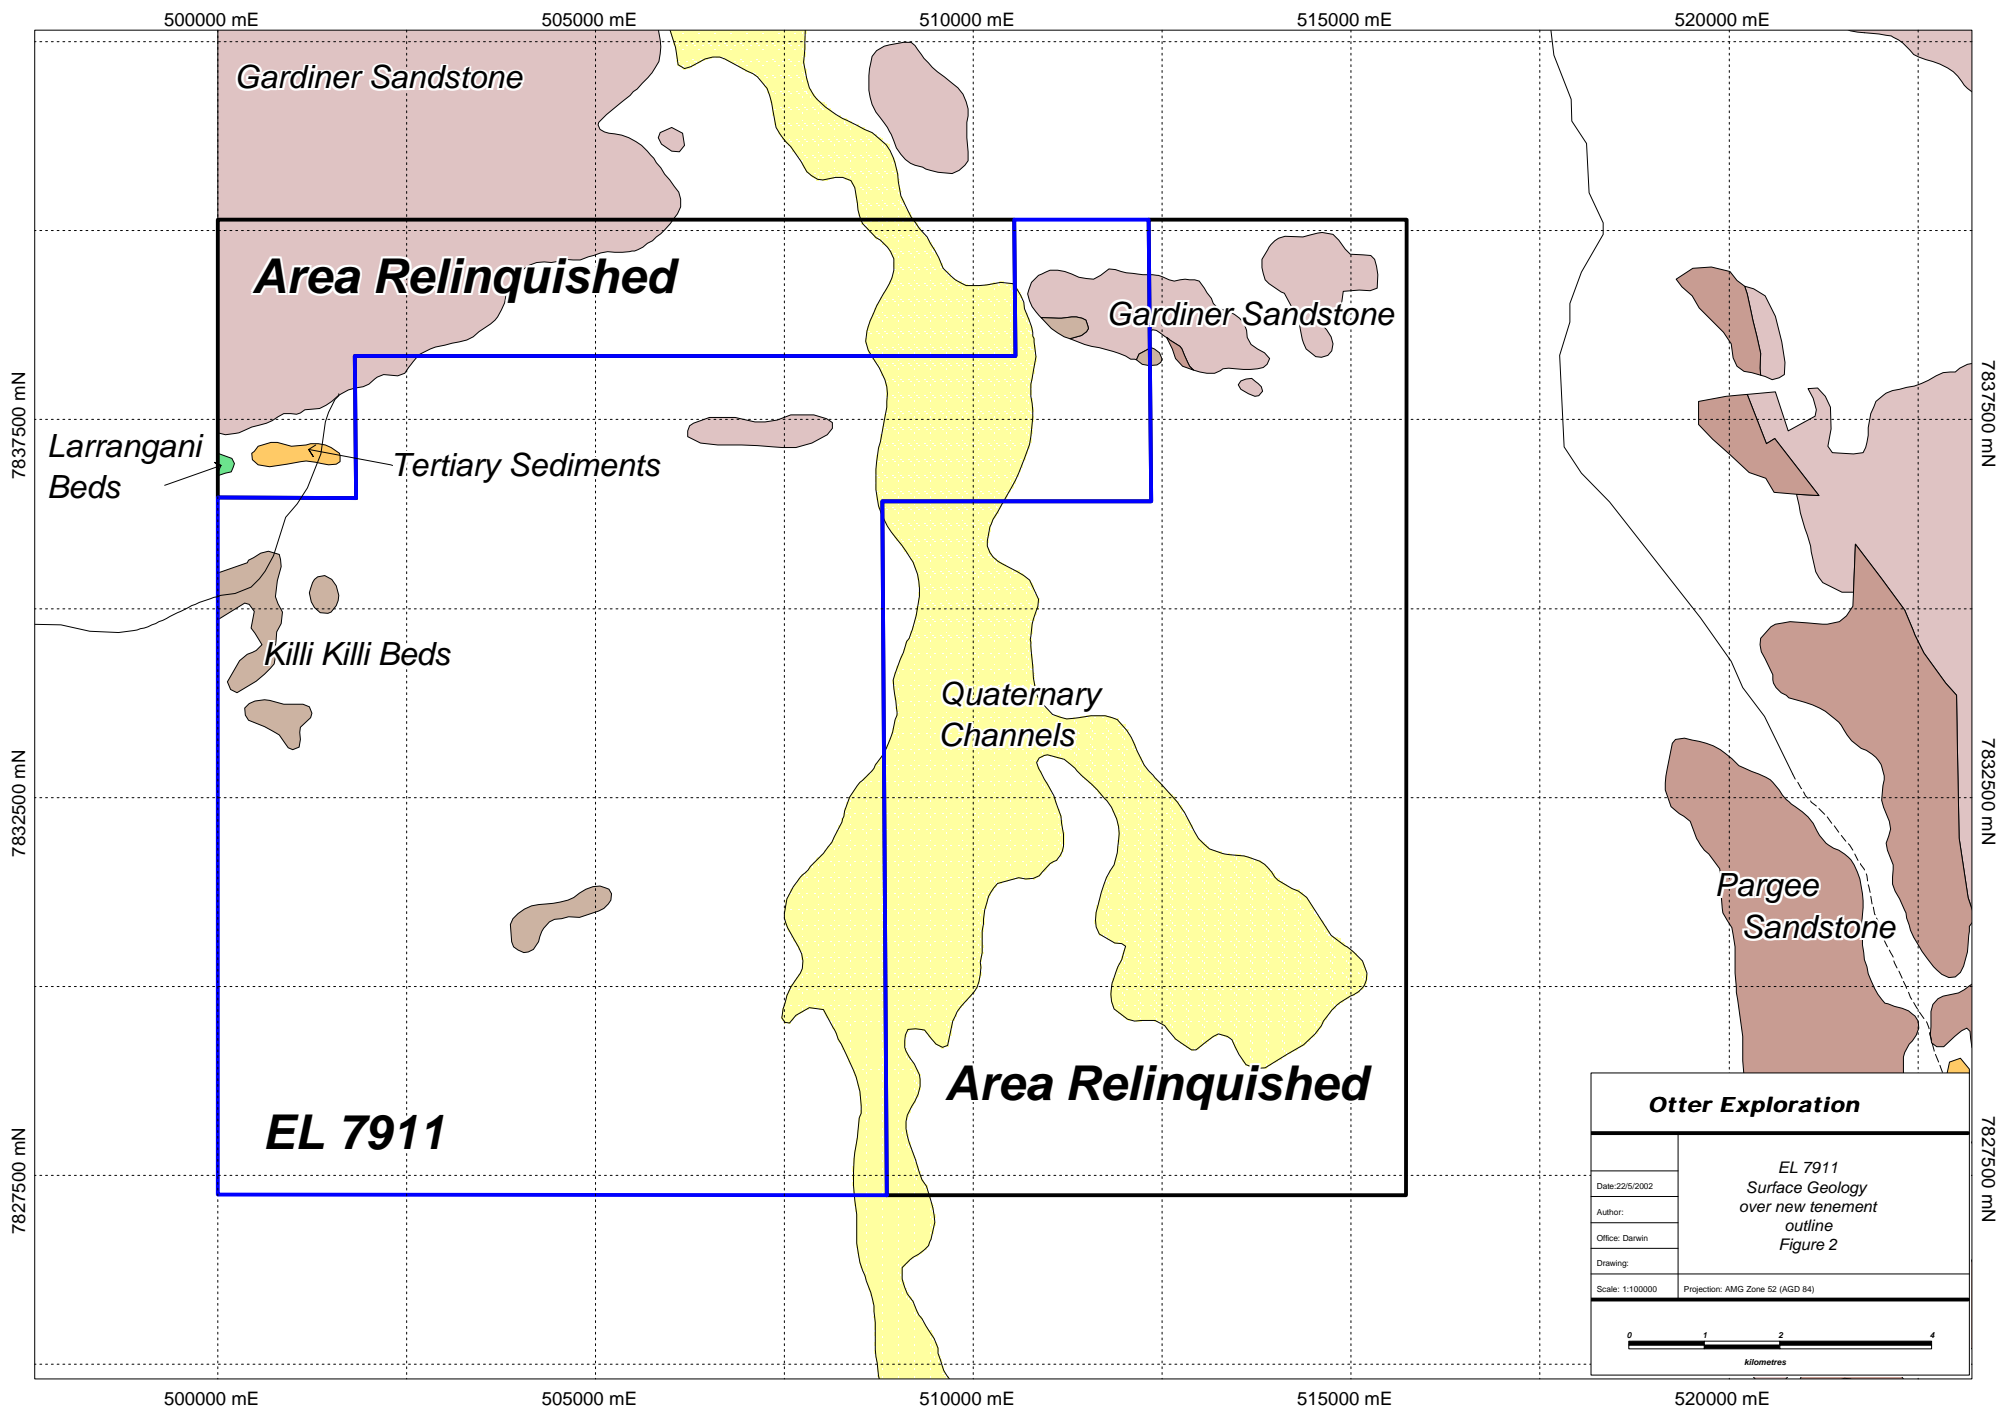 500000 mE
505000 mE
510000 mE
515000 mE
520000 mE
Gardiner Sandstone
Area Relinquished
Gardiner Sandstone
7837500 mN
7837500 mN
Larrangani
Beds
Tertiary Sediments
Killi Killi Beds
Quaternary
Channels
7832500 mN
7832500 mN
Pargee
Sandstone
Area Relinquished
EL 7911
7827500 mN
7827500 mN
Otter Exploration
EL 7911
Surface Geology
over new tenement
outline
Figure 2
Date:22/5/2002
Author:
Office: Darwin
Drawing:
Scale: 1:100000
Projection: AMG Zone 52 (AGD 84)
0 1 2 4
kilometres
500000 mE
505000 mE
510000 mE
515000 mE
520000 mE